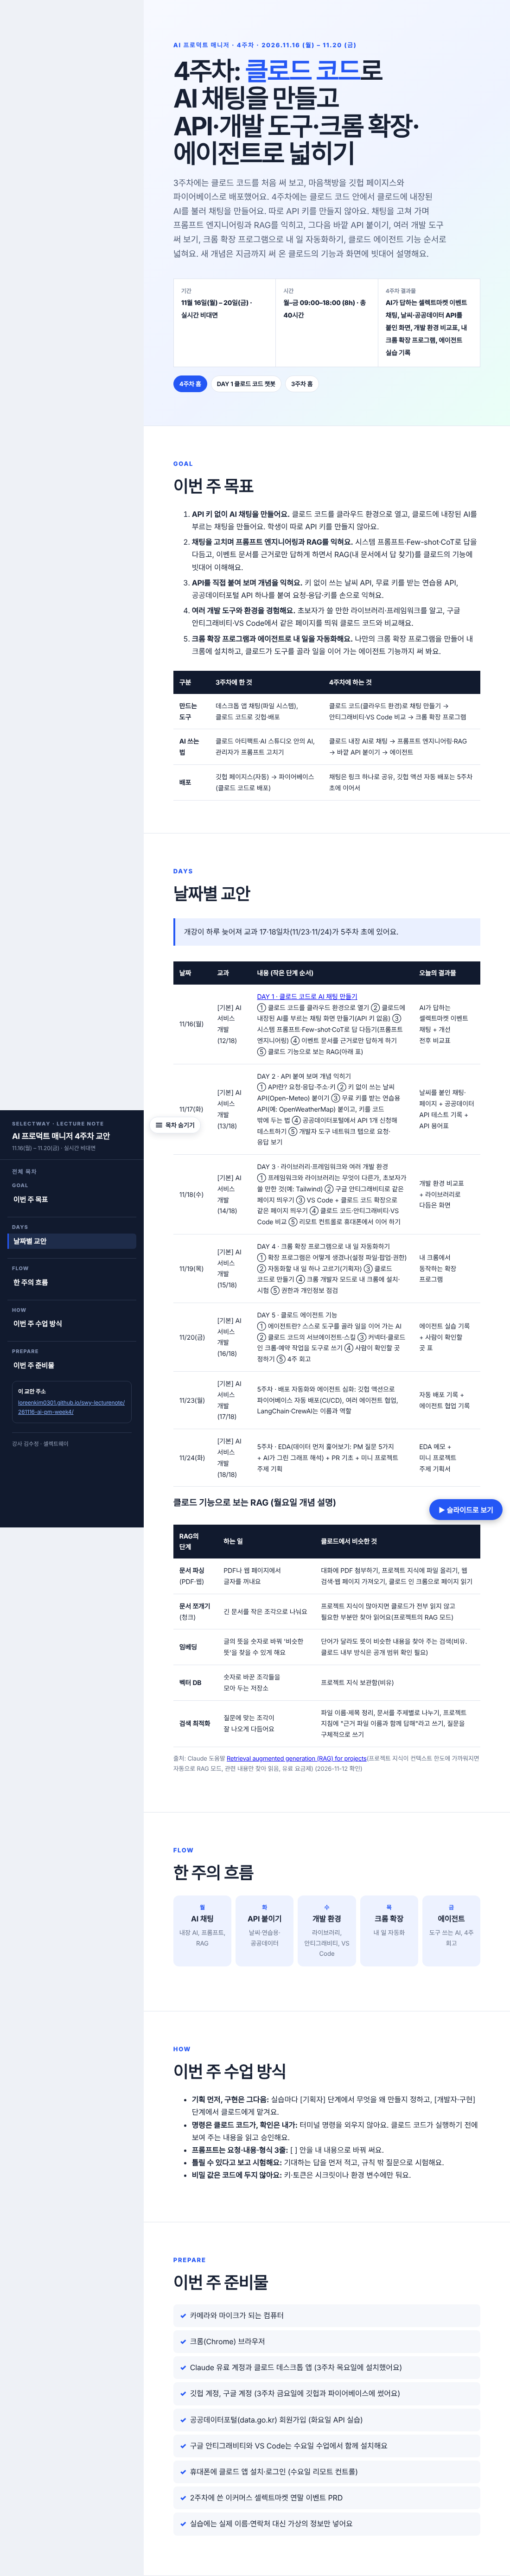 AI 프로덕트 매니저 · 4주차 · 2026.11.16 (월) – 11.20 (금)
4주차: 클로드 코드로
AI 채팅을 만들고
API·개발 도구·크롬 확장·
에이전트로 넓히기
3주차에는 클로드 코드를 처음 써 보고, 마음책방을 깃헙 페이지스와
파이어베이스로 배포했어요. 4주차에는 클로드 코드 안에서 클로드에 내장된
AI를 불러 채팅을 만들어요. 따로 API 키를 만들지 않아요. 채팅을 고쳐 가며
프롬프트 엔지니어링과 RAG를 익히고, 그다음 바깥 API 붙이기, 여러 개발 도구
써 보기, 크롬 확장 프로그램으로 내 일 자동화하기, 클로드 에이전트 기능 순서로
넓혀요. 새 개념은 지금까지 써 온 클로드의 기능과 화면에 빗대어 설명해요.
기간
11월 16일(월) – 20일(금) ·
실시간 비대면
시간
월–금 09:00–18:00 (8h) · 총
40시간
4주차 결과물
AI가 답하는 셀렉트마켓 이벤트
채팅, 날씨·공공데이터 API를
붙인 화면, 개발 환경 비교표, 내
크롬 확장 프로그램, 에이전트
실습 기록
4주차 홈
DAY 1 클로드 코드 챗봇
3주차 홈
GOAL
이번 주 목표
1. API 키 없이 AI 채팅을 만들어요. 클로드 코드를 클라우드 환경으로 열고, 클로드에 내장된 AI를
부르는 채팅을 만들어요. 학생이 따로 API 키를 만들지 않아요.
2. 채팅을 고치며 프롬프트 엔지니어링과 RAG를 익혀요. 시스템 프롬프트·Few-shot·CoT로 답을
다듬고, 이벤트 문서를 근거로만 답하게 하면서 RAG(내 문서에서 답 찾기)를 클로드의 기능에
빗대어 이해해요.
3. API를 직접 붙여 보며 개념을 익혀요. 키 없이 쓰는 날씨 API, 무료 키를 받는 연습용 API,
공공데이터포털 API 하나를 붙여 요청·응답·키를 손으로 익혀요.
4. 여러 개발 도구와 환경을 경험해요. 초보자가 쓸 만한 라이브러리·프레임워크를 알고, 구글
안티그래비티·VS Code에서 같은 페이지를 띄워 클로드 코드와 비교해요.
5. 크롬 확장 프로그램과 에이전트로 내 일을 자동화해요. 나만의 크롬 확장 프로그램을 만들어 내
크롬에 설치하고, 클로드가 도구를 골라 일을 이어 가는 에이전트 기능까지 써 봐요.
구분
3주차에 한 것
4주차에 하는 것
만드는
도구
데스크톱 앱 채팅(파일 시스템),
클로드 코드로 깃헙·배포
클로드 코드(클라우드 환경)로 채팅 만들기 →
안티그래비티·VS Code 비교 → 크롬 확장 프로그램
AI 쓰는
법
클로드 아티팩트·AI 스튜디오 안의 AI,
관리자가 프롬프트 고치기
클로드 내장 AI로 채팅 → 프롬프트 엔지니어링·RAG
→ 바깥 API 붙이기 → 에이전트
배포
깃헙 페이지스(자동) → 파이어베이스
(클로드 코드로 배포)
채팅은 링크 하나로 공유, 깃헙 액션 자동 배포는 5주차
초에 이어서
DAYS
날짜별 교안
개강이 하루 늦어져 교과 17·18일차(11/23·11/24)가 5주차 초에 있어요.
날짜
교과
내용 (작은 단계 순서)
오늘의 결과물
11/16(월)
[기본] AI
서비스
개발
(12/18)
DAY 1 · 클로드 코드로 AI 채팅 만들기
① 클로드 코드를 클라우드 환경으로 열기 ② 클로드에
내장된 AI를 부르는 채팅 화면 만들기(API 키 없음) ③
시스템 프롬프트·Few-shot·CoT로 답 다듬기(프롬프트
엔지니어링) ④ 이벤트 문서를 근거로만 답하게 하기
⑤ 클로드 기능으로 보는 RAG(아래 표)
AI가 답하는
셀렉트마켓 이벤트
채팅 + 개선
전후 비교표
11/17(화)
[기본] AI
서비스
개발
(13/18)
DAY 2 · API 붙여 보며 개념 익히기
① API란? 요청·응답·주소·키 ② 키 없이 쓰는 날씨
API(Open-Meteo) 붙이기 ③ 무료 키를 받는 연습용
API(예: OpenWeatherMap) 붙이고, 키를 코드
밖에 두는 법 ④ 공공데이터포털에서 API 1개 신청해
테스트하기 ⑤ 개발자 도구 네트워크 탭으로 요청·
응답 보기
날씨를 붙인 채팅·
페이지 + 공공데이터
API 테스트 기록 +
API 용어표
11/18(수)
[기본] AI
서비스
개발
(14/18)
DAY 3 · 라이브러리·프레임워크와 여러 개발 환경
① 프레임워크와 라이브러리는 무엇이 다른가, 초보자가
쓸 만한 것(예: Tailwind) ② 구글 안티그래비티로 같은
페이지 띄우기 ③ VS Code + 클로드 코드 확장으로
같은 페이지 띄우기 ④ 클로드 코드·안티그래비티·VS
Code 비교 ⑤ 리모트 컨트롤로 휴대폰에서 이어 하기
개발 환경 비교표
+ 라이브러리로
다듬은 화면
11/19(목)
[기본] AI
서비스
개발
(15/18)
DAY 4 · 크롬 확장 프로그램으로 내 일 자동화하기
① 확장 프로그램은 어떻게 생겼나(설정 파일·팝업·권한)
② 자동화할 내 일 하나 고르기(기획자) ③ 클로드
코드로 만들기 ④ 크롬 개발자 모드로 내 크롬에 설치·
시험 ⑤ 권한과 개인정보 점검
내 크롬에서
동작하는 확장
프로그램
11/20(금)
[기본] AI
서비스
개발
(16/18)
DAY 5 · 클로드 에이전트 기능
① 에이전트란? 스스로 도구를 골라 일을 이어 가는 AI
② 클로드 코드의 서브에이전트·스킬 ③ 커넥터·클로드
인 크롬·예약 작업을 도구로 쓰기 ④ 사람이 확인할 곳
정하기 ⑤ 4주 회고
에이전트 실습 기록
+ 사람이 확인할
곳 표
11/23(월)
[기본] AI
서비스
개발
(17/18)
5주차 · 배포 자동화와 에이전트 심화: 깃헙 액션으로
파이어베이스 자동 배포(CI/CD), 여러 에이전트 협업,
LangChain·CrewAI는 이름과 역할
자동 배포 기록 +
에이전트 협업 기록
11/24(화)
[기본] AI
서비스
개발
(18/18)
5주차 · EDA(데이터 먼저 훑어보기: PM 질문 5가지
+ AI가 그린 그래프 해석) + PR 기초 + 미니 프로젝트
주제 기획
EDA 메모 +
미니 프로젝트
주제 기획서
클로드 기능으로 보는 RAG (월요일 개념 설명)
RAG의
단계
하는 일
클로드에서 비슷한 것
문서 파싱
(PDF·웹)
PDF나 웹 페이지에서
글자를 꺼내요
대화에 PDF 첨부하기, 프로젝트 지식에 파일 올리기, 웹
검색·웹 페이지 가져오기, 클로드 인 크롬으로 페이지 읽기
문서 쪼개기
(청크)
긴 문서를 작은 조각으로 나눠요
프로젝트 지식이 많아지면 클로드가 전부 읽지 않고
필요한 부분만 찾아 읽어요(프로젝트의 RAG 모드)
임베딩
글의 뜻을 숫자로 바꿔 '비슷한
뜻'을 찾을 수 있게 해요
단어가 달라도 뜻이 비슷한 내용을 찾아 주는 검색(비유.
클로드 내부 방식은 공개 범위 확인 필요)
벡터 DB
숫자로 바꾼 조각들을
모아 두는 저장소
프로젝트 지식 보관함(비유)
검색 최적화
질문에 맞는 조각이
잘 나오게 다듬어요
파일 이름·제목 정리, 문서를 주제별로 나누기, 프로젝트
지침에 "근거 파일 이름과 함께 답해"라고 쓰기, 질문을
구체적으로 쓰기
출처: Claude 도움말 Retrieval augmented generation (RAG) for projects(프로젝트 지식이 컨텍스트 한도에 가까워지면
자동으로 RAG 모드, 관련 내용만 찾아 읽음, 유료 요금제) (2026-11-12 확인)
FLOW
한 주의 흐름
월
AI 채팅
내장 AI, 프롬프트,
RAG
화
API 붙이기
날씨·연습용·
공공데이터
수
개발 환경
라이브러리,
안티그래비티, VS
Code
목
크롬 확장
내 일 자동화
금
에이전트
도구 쓰는 AI, 4주
회고
HOW
이번 주 수업 방식
• 기획 먼저, 구현은 그다음: 실습마다 [기획자] 단계에서 무엇을 왜 만들지 정하고, [개발자·구현]
단계에서 클로드에게 맡겨요.
• 명령은 클로드 코드가, 확인은 내가: 터미널 명령을 외우지 않아요. 클로드 코드가 실행하기 전에
보여 주는 내용을 읽고 승인해요.
• 프롬프트는 요청·내용·형식 3줄: [ ] 안을 내 내용으로 바꿔 써요.
• 틀릴 수 있다고 보고 시험해요: 기대하는 답을 먼저 적고, 규칙 밖 질문으로 시험해요.
• 비밀 값은 코드에 두지 않아요: 키·토큰은 시크릿이나 환경 변수에만 둬요.
PREPARE
이번 주 준비물
✓ 카메라와 마이크가 되는 컴퓨터
✓ 크롬(Chrome) 브라우저
✓ Claude 유료 계정과 클로드 데스크톱 앱 (3주차 목요일에 설치했어요)
✓ 깃헙 계정, 구글 계정 (3주차 금요일에 깃헙과 파이어베이스에 썼어요)
✓ 공공데이터포털(data.go.kr) 회원가입 (화요일 API 실습)
✓ 구글 안티그래비티와 VS Code는 수요일 수업에서 함께 설치해요
✓ 휴대폰에 클로드 앱 설치·로그인 (수요일 리모트 컨트롤)
✓ 2주차에 쓴 이커머스 셀렉트마켓 연말 이벤트 PRD
✓ 실습에는 실제 이름·연락처 대신 가상의 정보만 넣어요
SELECTWAY · LECTURE NOTE
AI 프로덕트 매니저 4주차 교안
11.16(월) – 11.20(금) · 실시간 비대면
전체 목차
GOAL
이번 주 목표
DAYS
날짜별 교안
FLOW
한 주의 흐름
HOW
이번 주 수업 방식
PREPARE
이번 주 준비물
이 교안 주소
loreenkim0301.github.io/swy-lecturenote/
261116-ai-pm-week4/
강사 김수정 · 셀렉트웨이
목차 숨기기
▶ 슬라이드로 보기